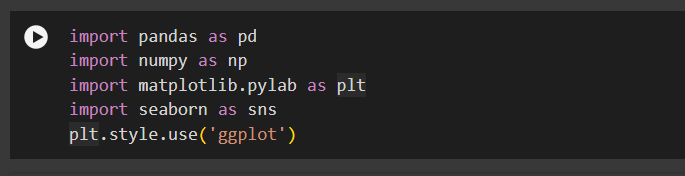 import pandas as pd
import numpy as np
import matplotlib.pylab as plt
import seaborn as sns
plt.style.use('ggplot')